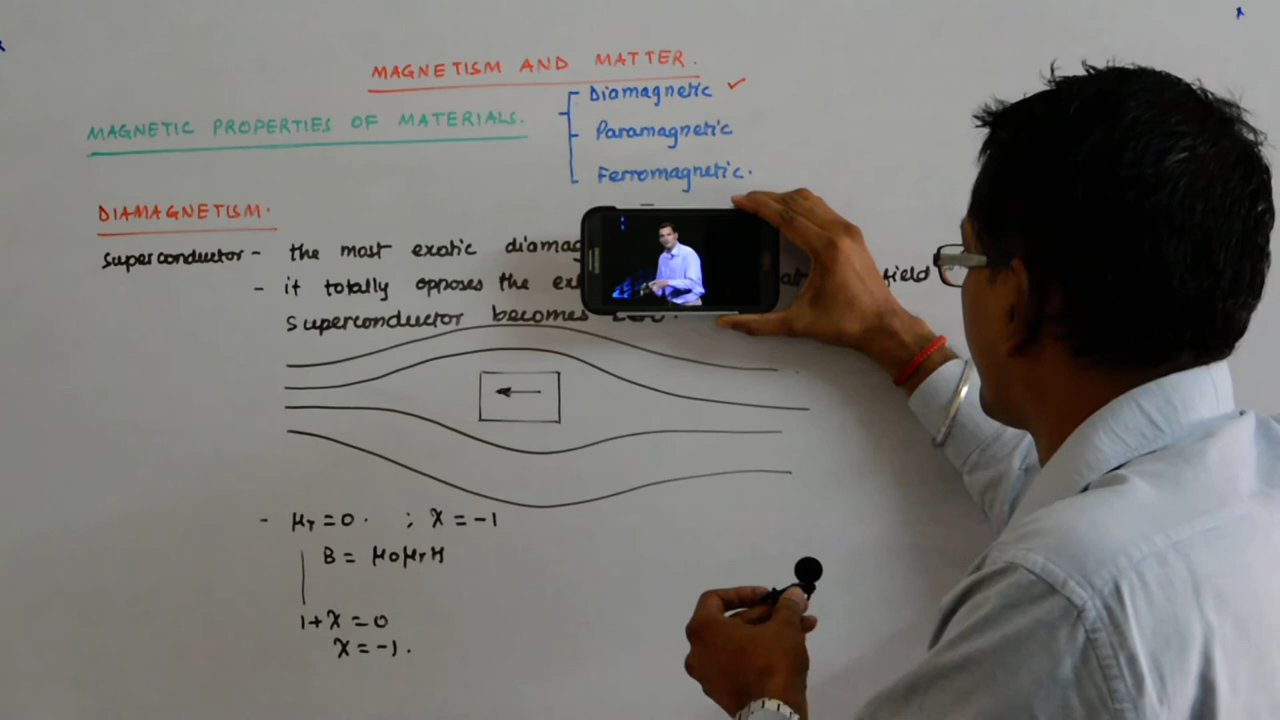 MAGNETISM AND MATTER.
MAGNETIC PROPERTIES OF MATERIALS.
Diamagnetic ✓
Paramagnetic
Ferromagnetic.
DIAMAGNETISM.
Superconductor - the most exotic
- it totally opposes the field
Superconductor becomes
- μr = 0. ; χ = -1
B = μ0μrH
1+χ = 0
χ = -1.